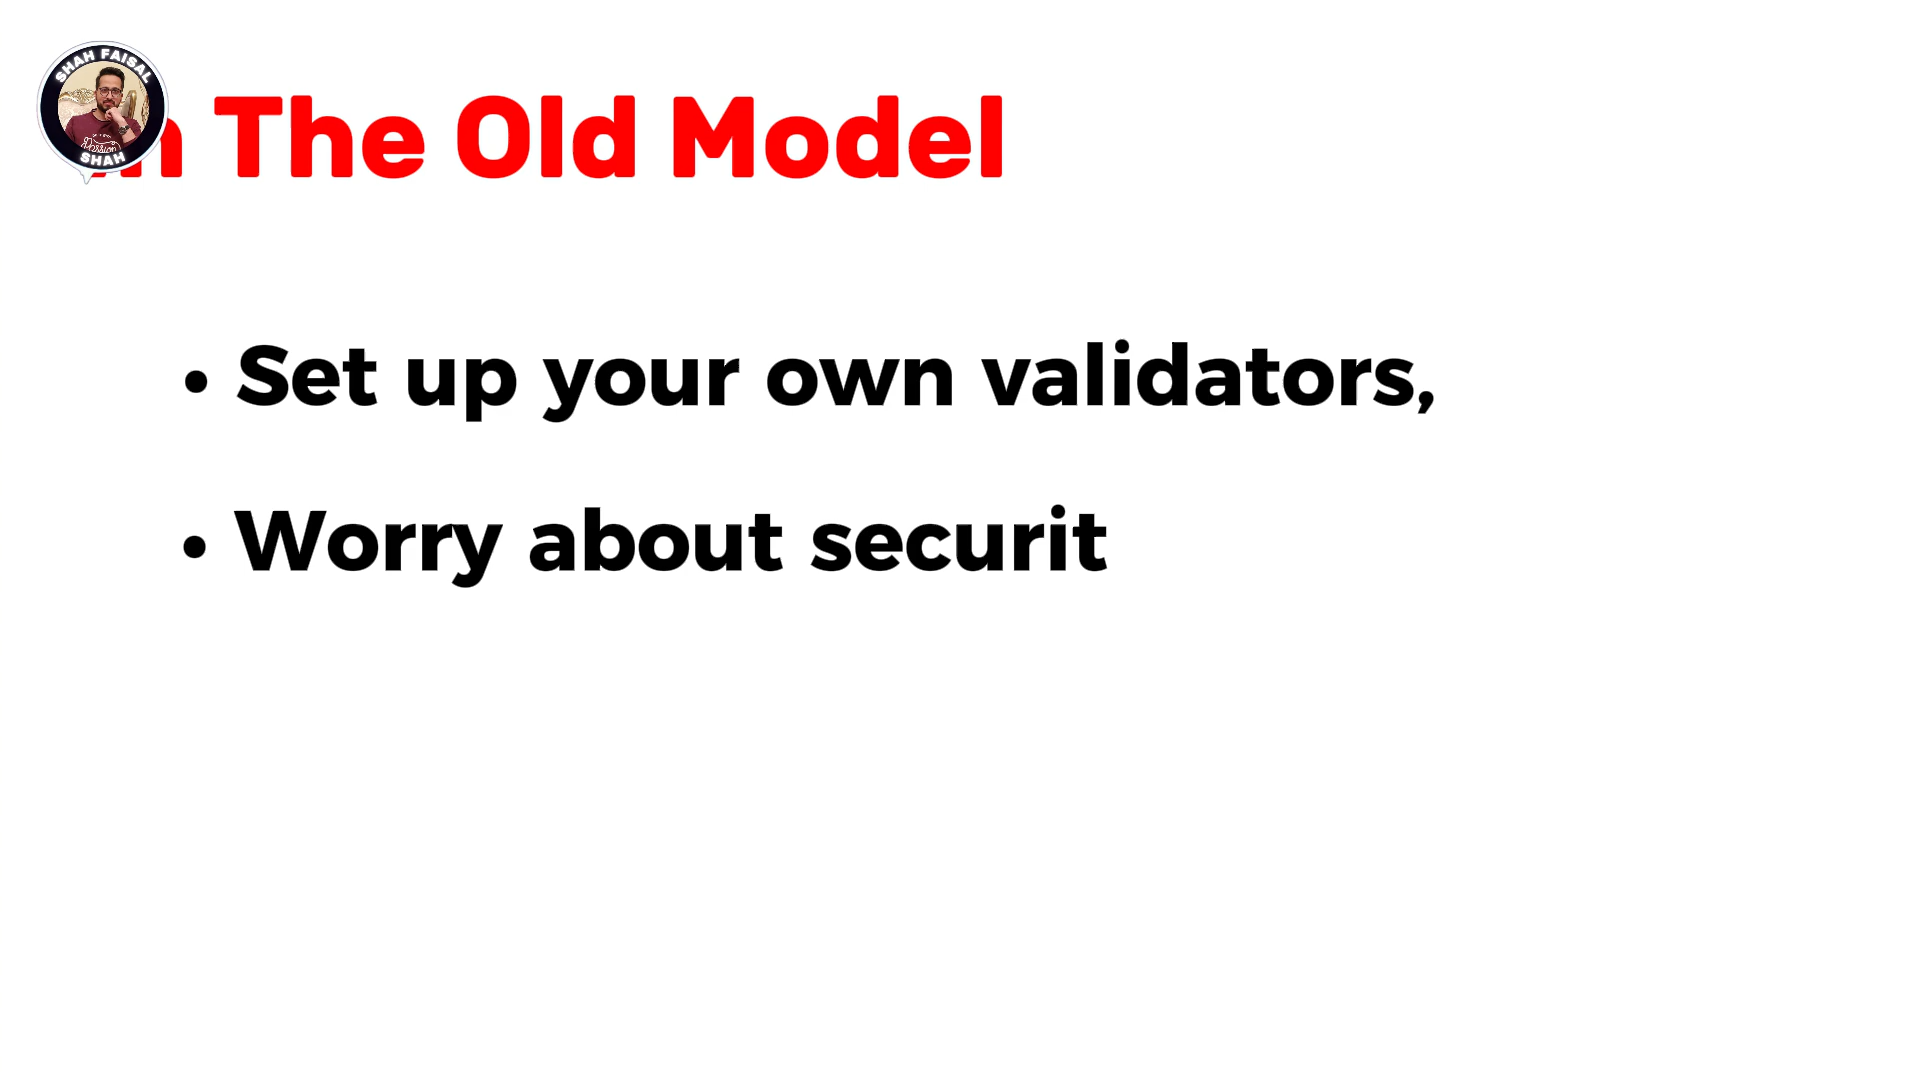 SHAH FAISAL
SHAH
The Old Model
• Set up your own validators,
• Worry about securit